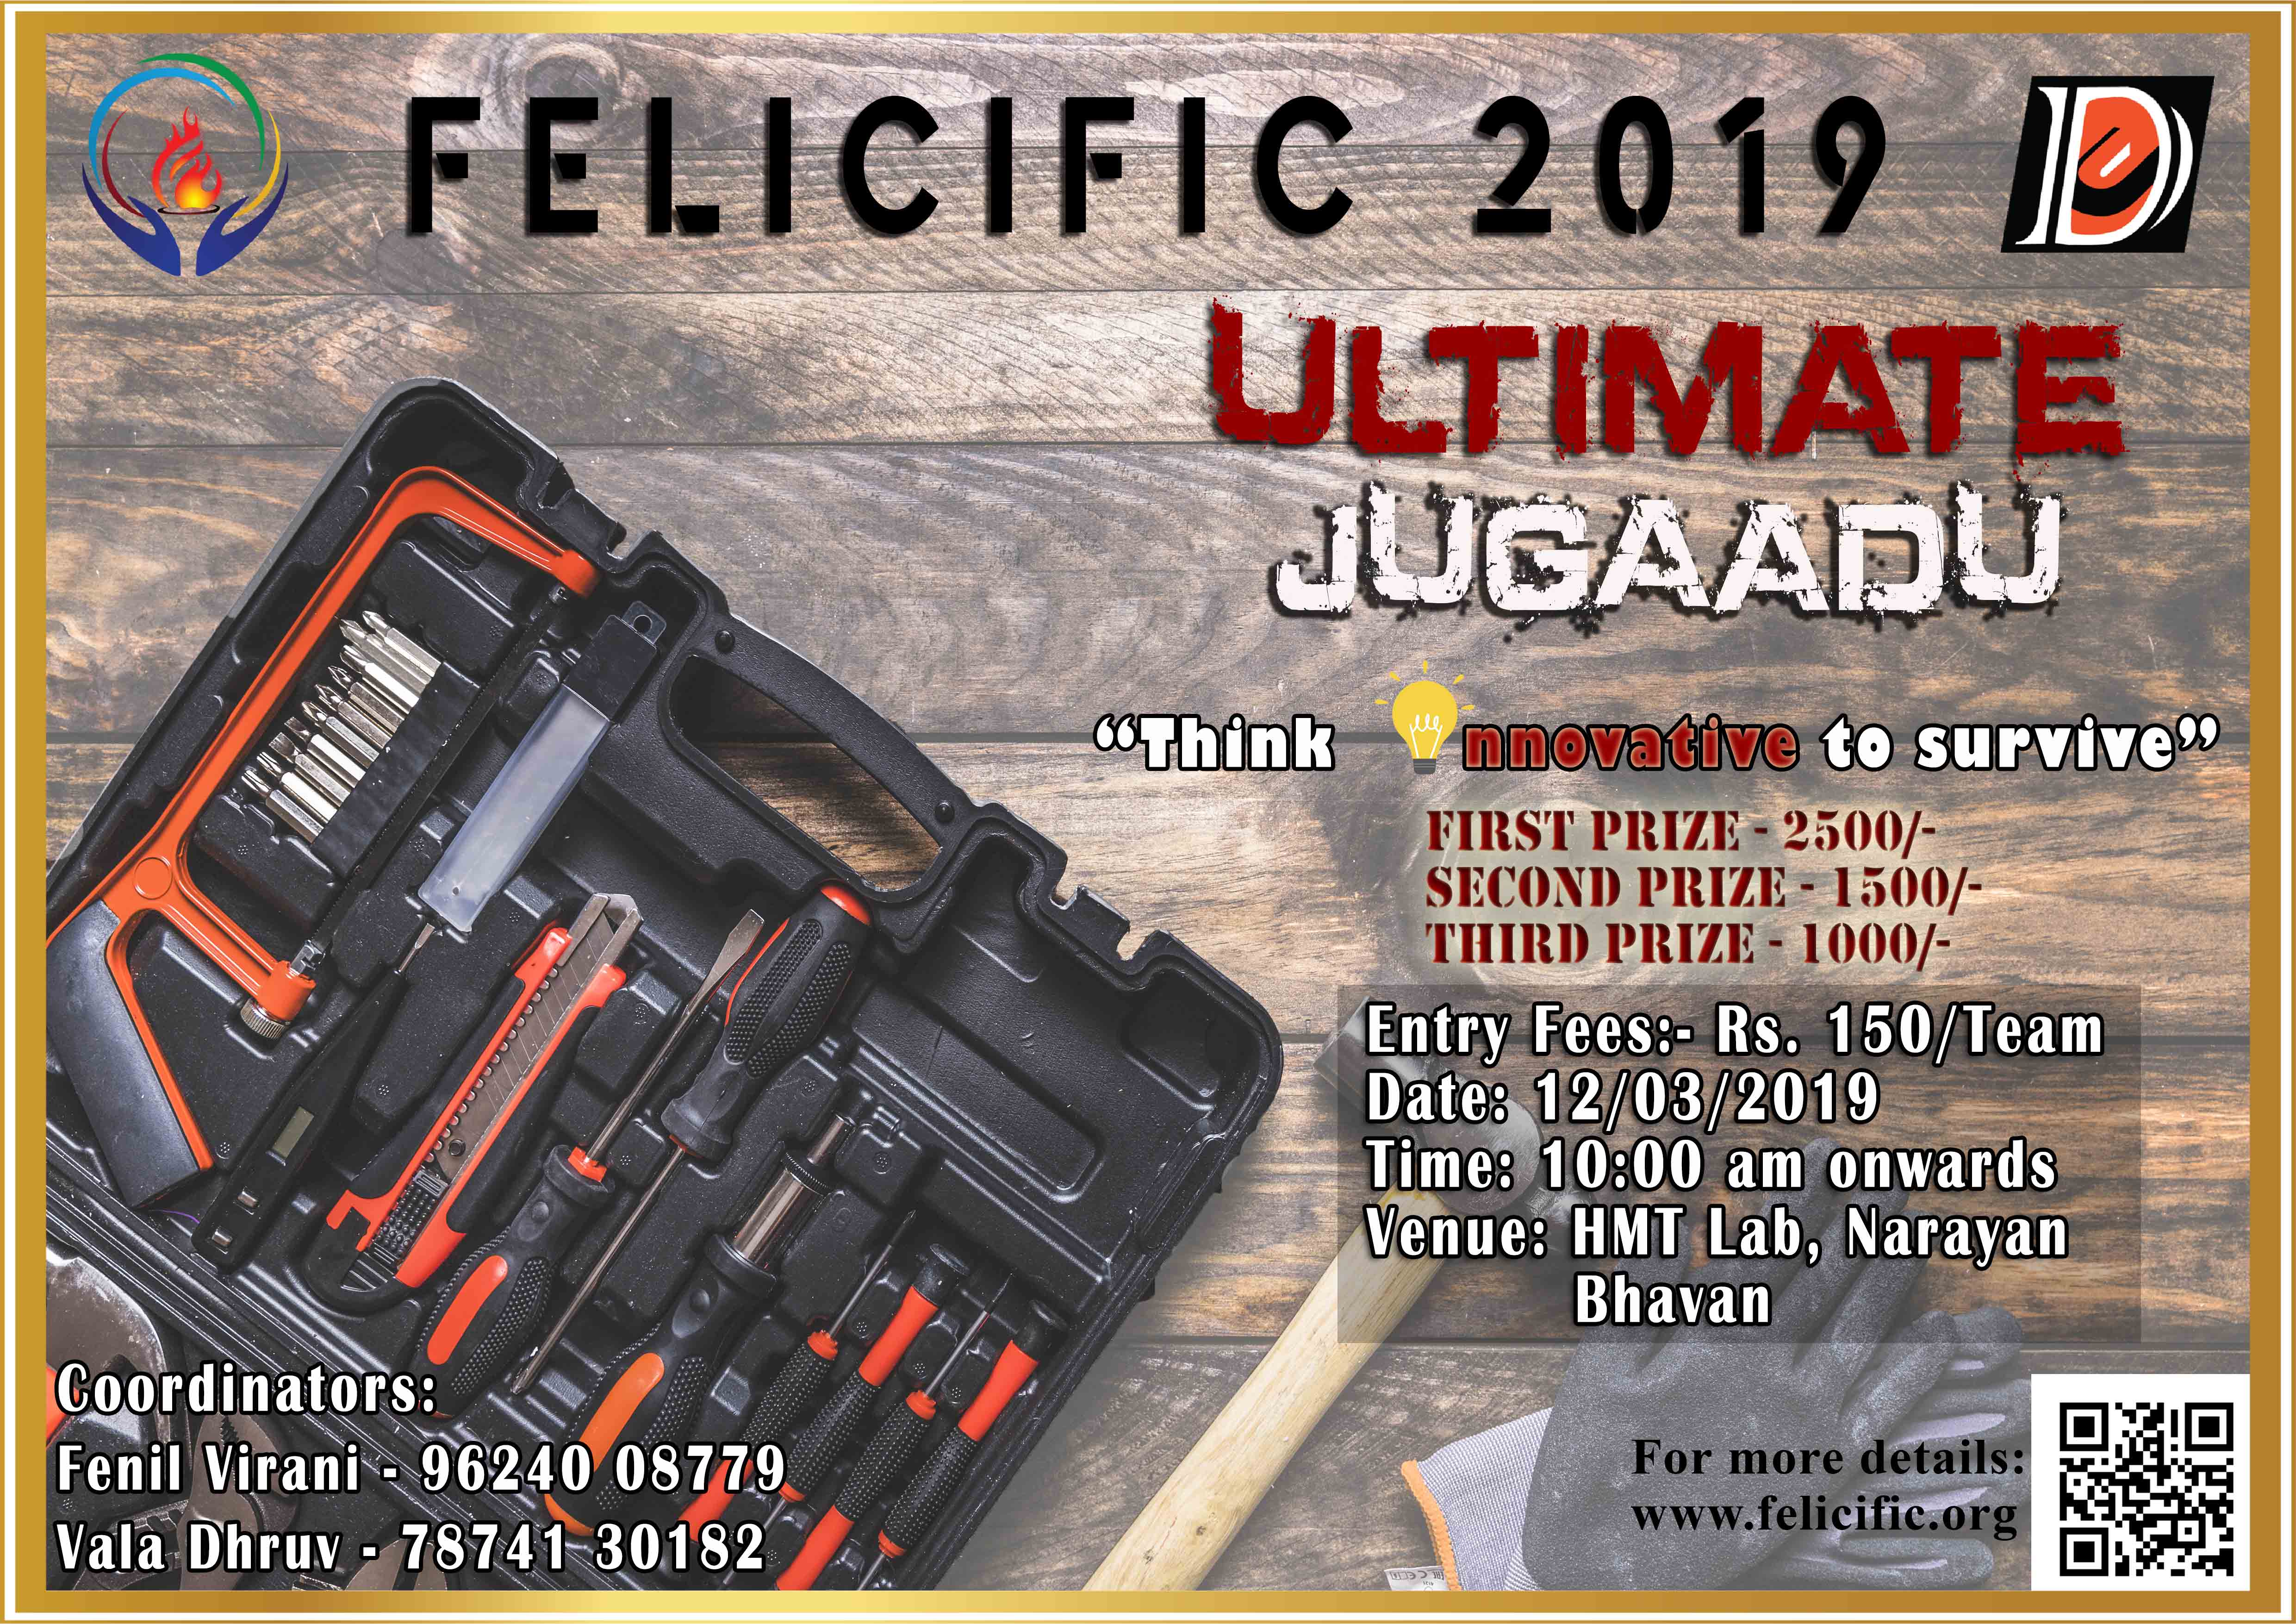 FELICIFIC 2019
ULTIMATE
JUGAADU
“Think nnovative to survive”
FIRST PRIZE - 2500/-
SECOND PRIZE - 1500/-
THIRD PRIZE - 1000/-
Entry Fees:- Rs. 150/Team
Date: 12/03/2019
Time: 10:00 am onwards
Venue: HMT Lab, Narayan
Bhavan
Coordinators:
Fenil Virani - 96240 08779
Vala Dhruv - 78741 30182
For more details:
www.felicific.org